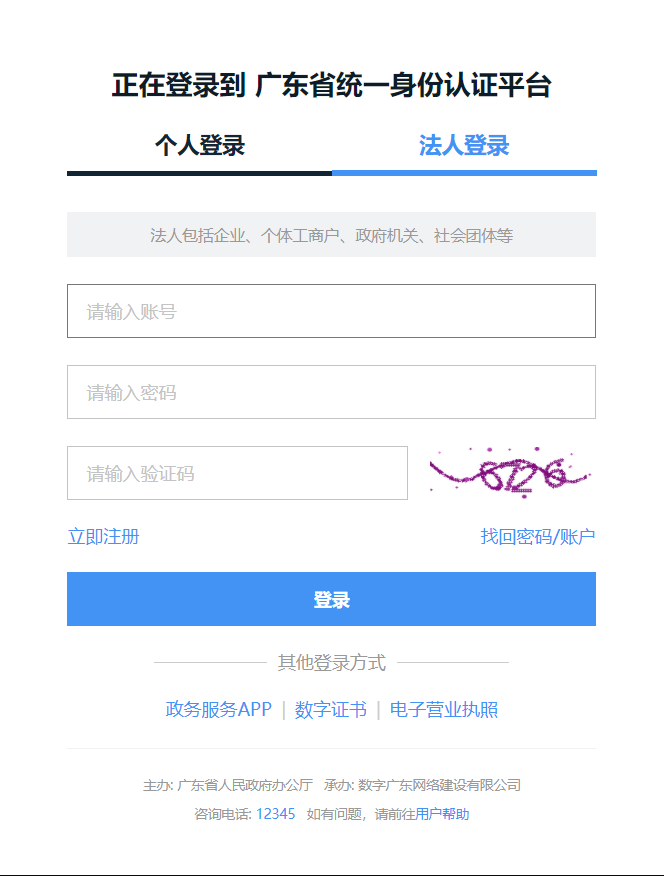 正在登录到 广东省统一身份认证平台
个人登录 法人登录
法人包括企业、个体工商户、政府机关、社会团体等
请输入账号
请输入密码
请输入验证码
立即注册 找回密码/账户
登录
其他登录方式
政务服务APP | 数字证书 | 电子营业执照
主办: 广东省人民政府办公厅 承办: 数字广东网络建设有限公司
咨询电话: 12345 如有问题，请前往用户帮助